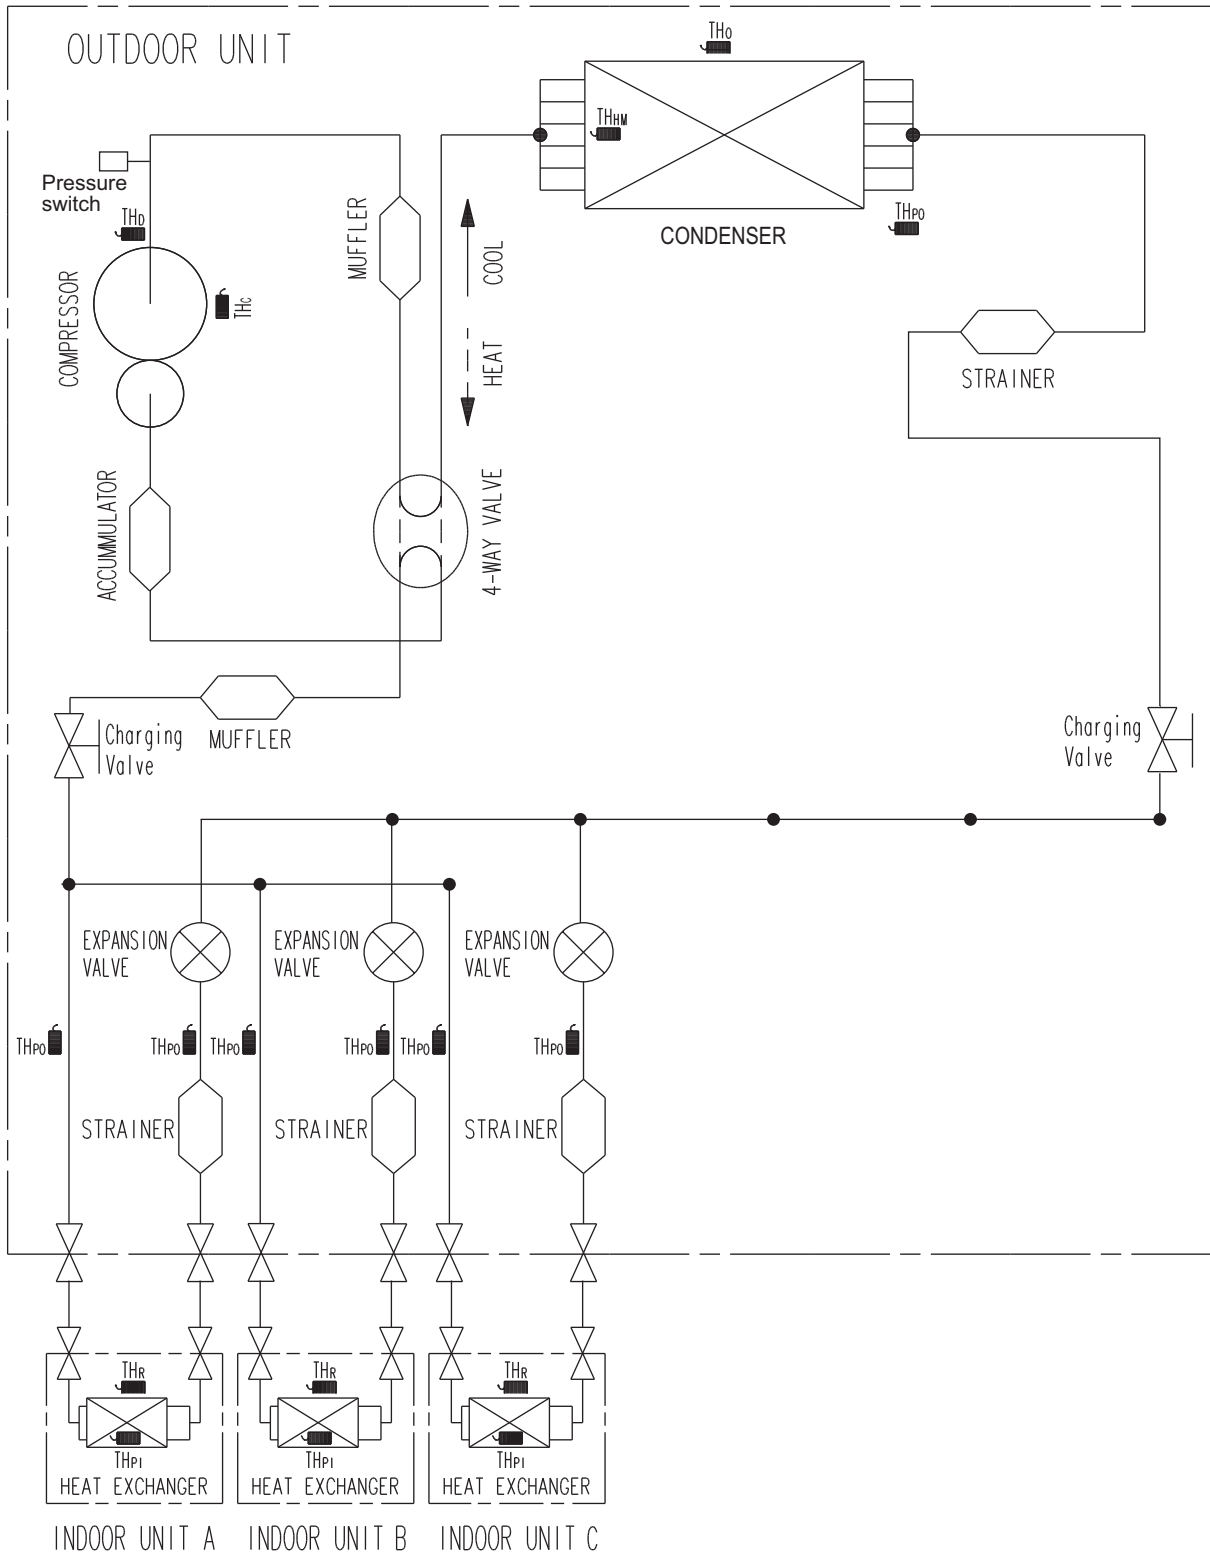 OUTDOOR UNIT
THO
THHM
Pressure
switch
THD
MUFFLER
COOL
CONDENSER
THPO
COMPRESSOR
THC
HEAT
STRAINER
ACCUMMULATOR
4-WAY VALVE
MUFFLER
Charging
Valve
Charging
Valve
EXPANSION
VALVE
EXPANSION
VALVE
EXPANSION
VALVE
THPO
THPO
THPO
THPO
THPO
THPO
STRAINER
STRAINER
STRAINER
THR
THR
THR
THPI
THPI
THPI
HEAT EXCHANGER
HEAT EXCHANGER
HEAT EXCHANGER
INDOOR UNIT A
INDOOR UNIT B
INDOOR UNIT C